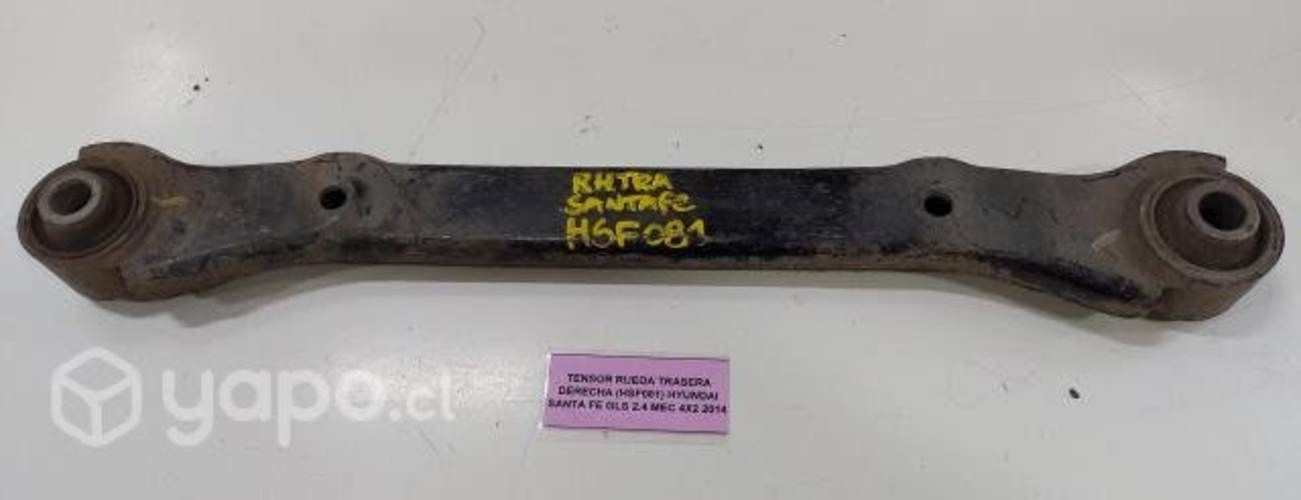 RH TRA
SANTAFE
HSF081
TENSOR RUEDA TRASERA
DERECHA (HSF081) HYUNDAI
SANTA FE GLS 2.4 MEC 4X2 2014
yapo.cl